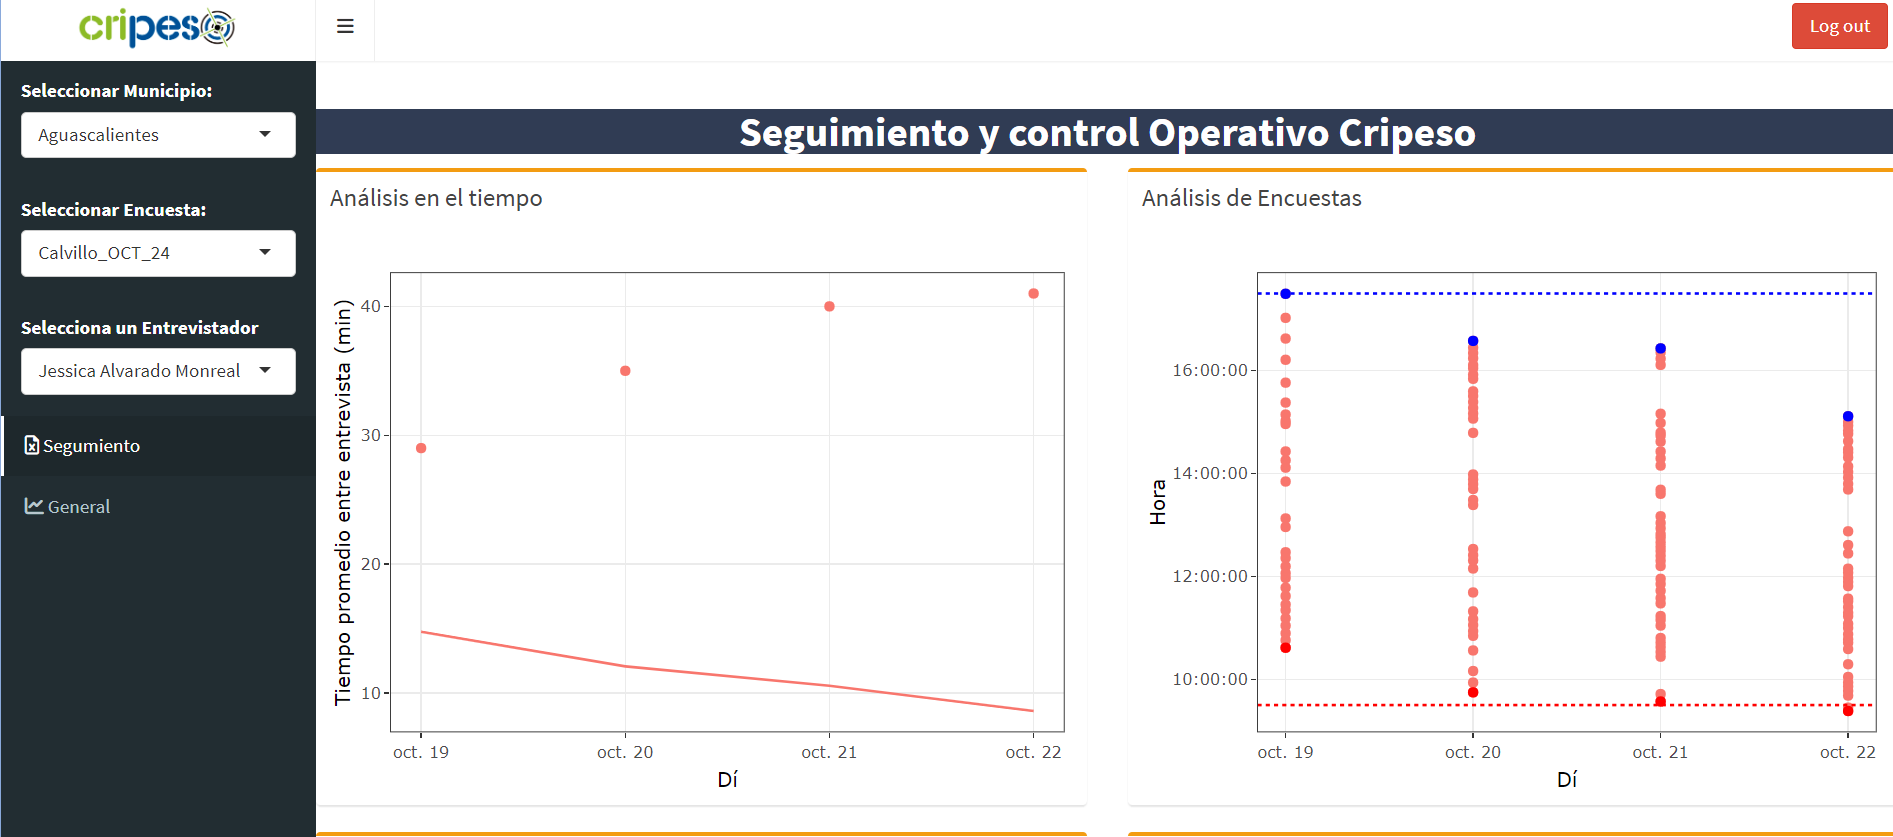 cripeso
Log out
Seleccionar Municipio:
Aguascalientes
Seleccionar Encuesta:
Calvillo_OCT_24
Selecciona un Entrevistador
Jessica Alvarado Monreal
Segumiento
General
Seguimiento y control Operativo Cripeso
Análisis en el tiempo
Tiempo promedio entre entrevista (min)
40
30
20
10
oct. 19
oct. 20
oct. 21
oct. 22
Dí
Análisis de Encuestas
Hora
16:00:00
14:00:00
12:00:00
10:00:00
oct. 19
oct. 20
oct. 21
oct. 22
Dí